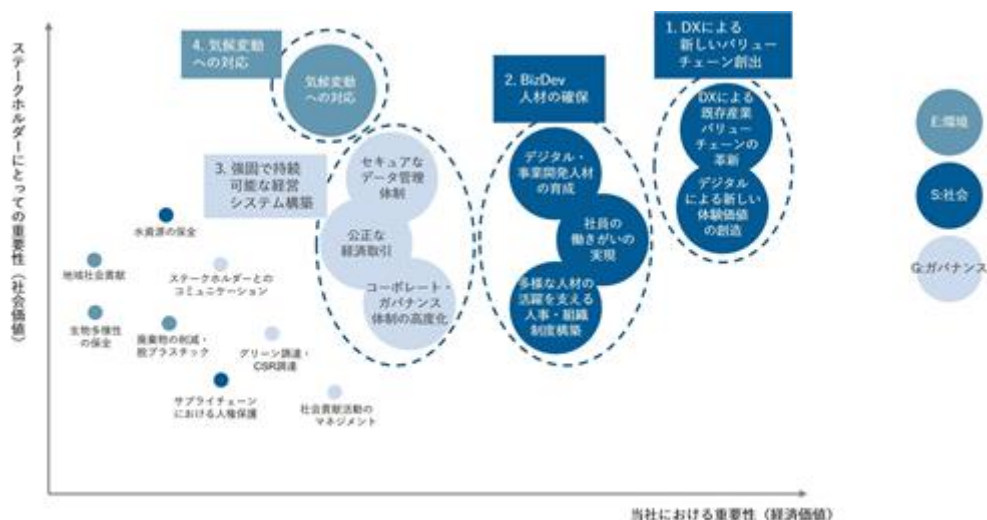 ステークホルダーにとっての重要性（社会価値）
4. 気候変動
への対応
気候変動
への対応
1. DXによる
新しいバリュー
チェーン創出
2. BizDev
人材の確保
DXによる
既存産業
バリュー
チェーンの
革新
デジタル
による新しい
体験価値
の創造
デジタル・
事業開発人材
の育成
社員の
働きがいの
実現
多様な人材の
活躍を支える
人事・組織
制度構築
3. 強固で持続
可能な経営
システム構築
セキュアな
データ管理
体制
公正な
経済取引
コーポレート・
ガバナンス
体制の高度化
水資源の保全
地域社会貢献
ステークホルダーとの
コミュニケーション
生物多様性
の保全
廃棄物の削減・
脱プラスチック
グリーン調達・
CSR調達
サプライチェーン
における人権保護
社会貢献活動の
マネジメント
E:環境
S:社会
G:ガバナンス
当社における重要性（経済価値）